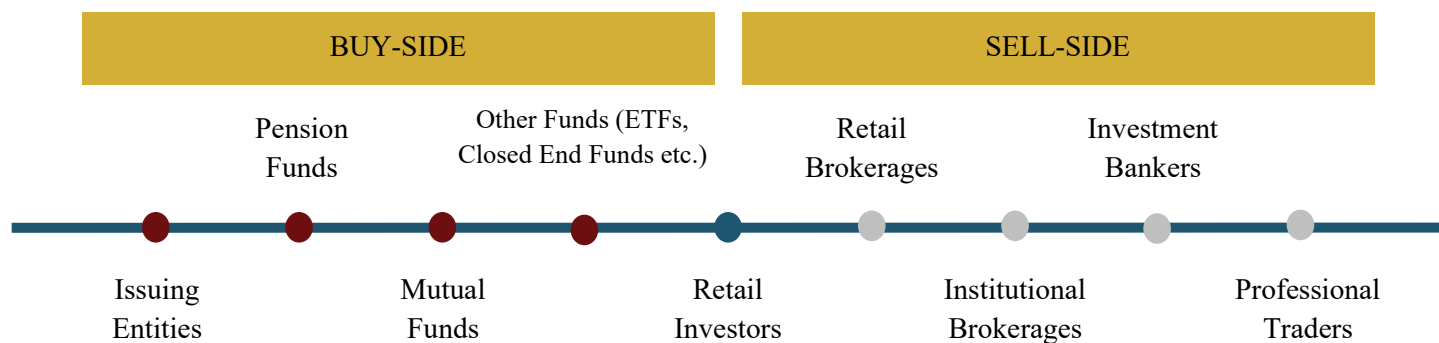 BUY-SIDE
SELL-SIDE
Pension
Funds
Other Funds (ETFs,
Closed End Funds etc.)
Retail
Brokerages
Investment
Bankers
Issuing
Entities
Mutual
Funds
Retail
Investors
Institutional
Brokerages
Professional
Traders